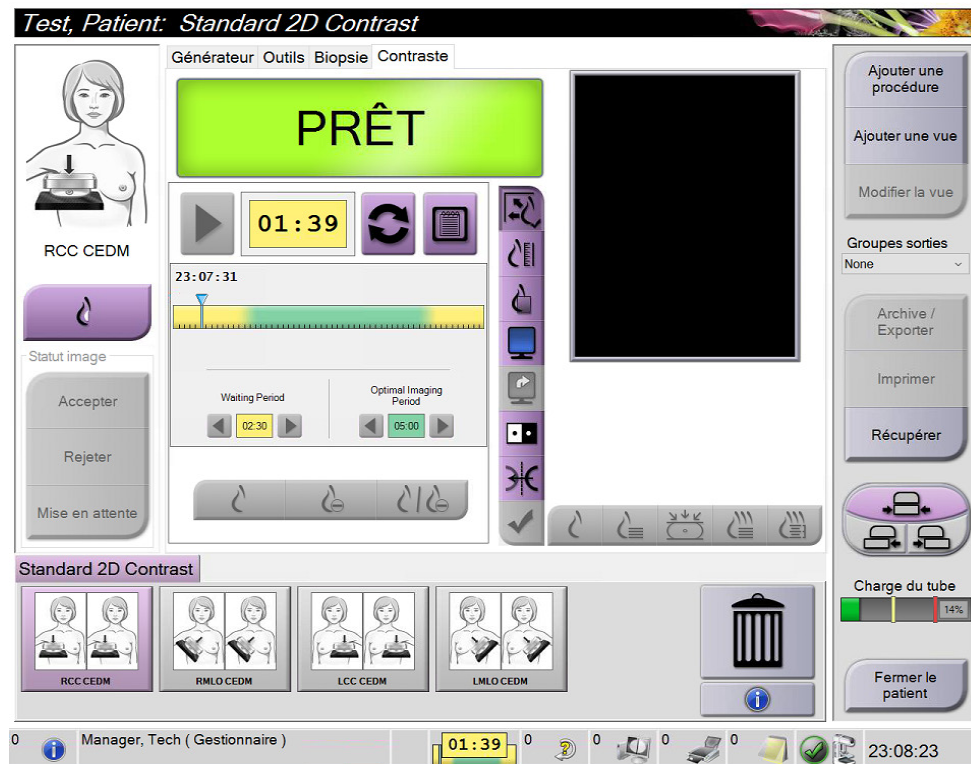 Test, Patient: Standard 2D Contrast
Générateur Outils Biopsie Contraste
PRÊT
RCC CEDM
01:39
23:07:31
Waiting Period
02:30
Optimal Imaging
Period
05:00
Statut image
Accepter
Rejeter
Mise en attente
Ajouter une
procédure
Ajouter une vue
Modifier la vue
Groupes sorties
None
Archive /
Exporter
Imprimer
Récupérer
Charge du tube
14%
Fermer le
patient
Standard 2D Contrast
RCC CEDM
RMLO CEDM
LCC CEDM
LMLO CEDM
0
Manager, Tech ( Gestionnaire )
01:39
0
0
0
0
23:08:23